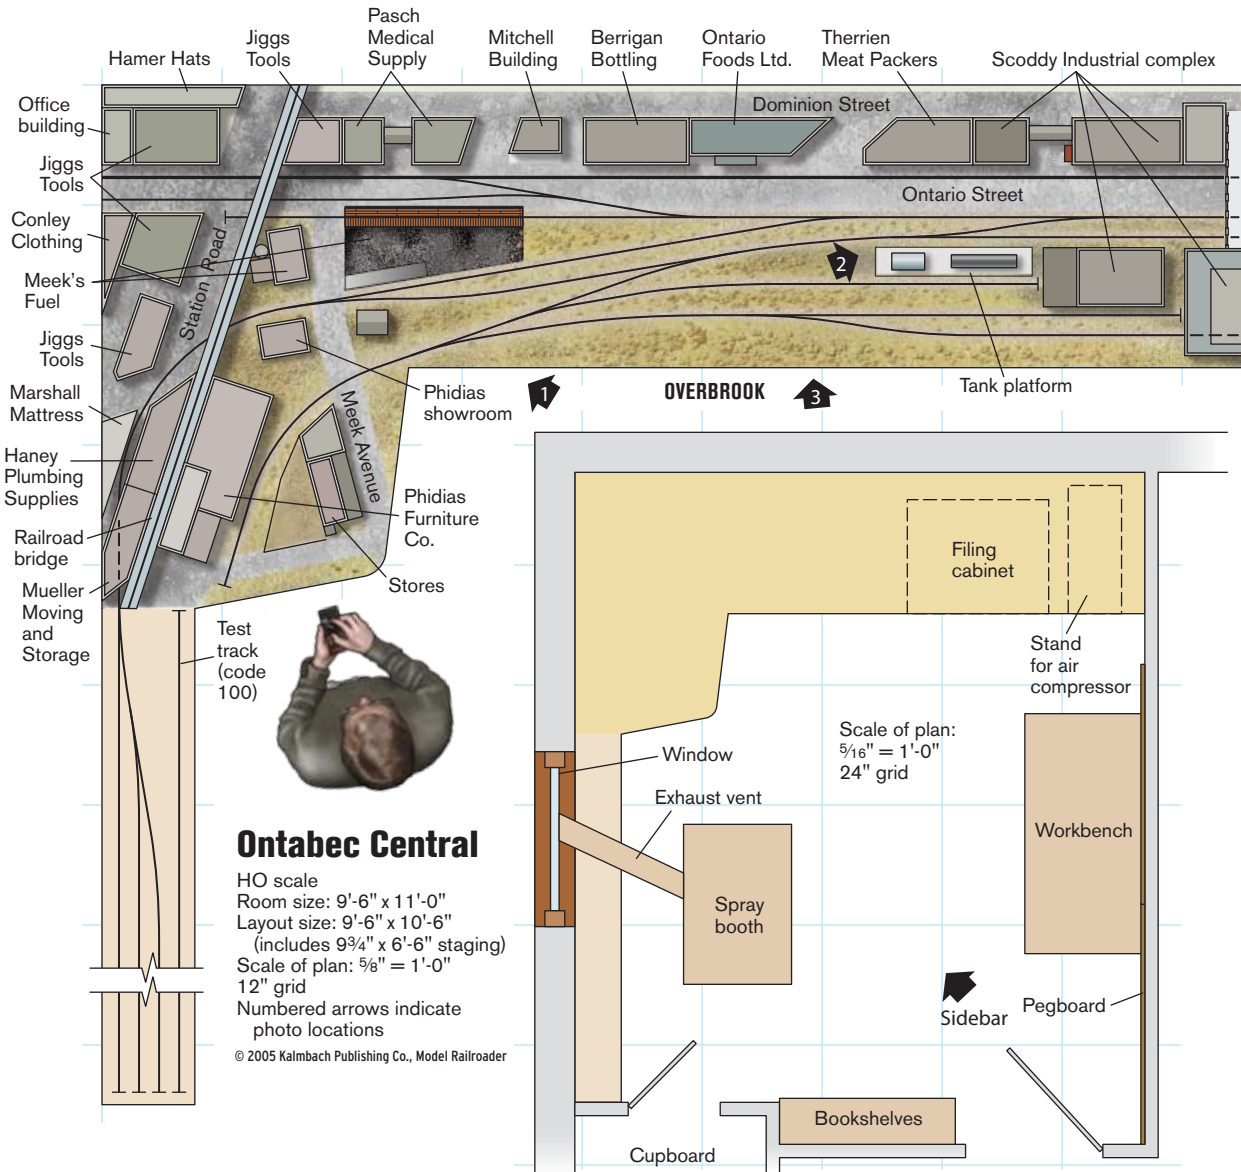 Hamer Hats
Jiggs
Tools
Pasch
Medical
Supply
Mitchell
Building
Berrigan
Bottling
Ontario
Foods Ltd.
Therrien
Meat Packers
Scoddy Industrial complex
Office
building
Jiggs
Tools
Conley
Clothing
Meek's
Fuel
Jiggs
Tools
Marshall
Mattress
Haney
Plumbing
Supplies
Railroad
bridge
Mueller
Moving
and
Storage
Dominion Street
Ontario Street
Station Road
2
1
OVERBROOK
3
Tank platform
Phidias
showroom
Meek Avenue
Phidias
Furniture
Co.
Stores
Test
track
(code
100)
Filing
cabinet
Stand
for air
compressor
Scale of plan:
5/16" = 1'-0"
24" grid
Window
Exhaust vent
Workbench
Spray
booth
Pegboard
Sidebar
Bookshelves
Cupboard
Ontabec Central
HO scale
Room size: 9'-6" x 11'-0"
Layout size: 9'-6" x 10'-6"
(includes 9¾" x 6'-6" staging)
Scale of plan: ⅝" = 1'-0"
12" grid
Numbered arrows indicate
photo locations
© 2005 Kalmbach Publishing Co., Model Railroader